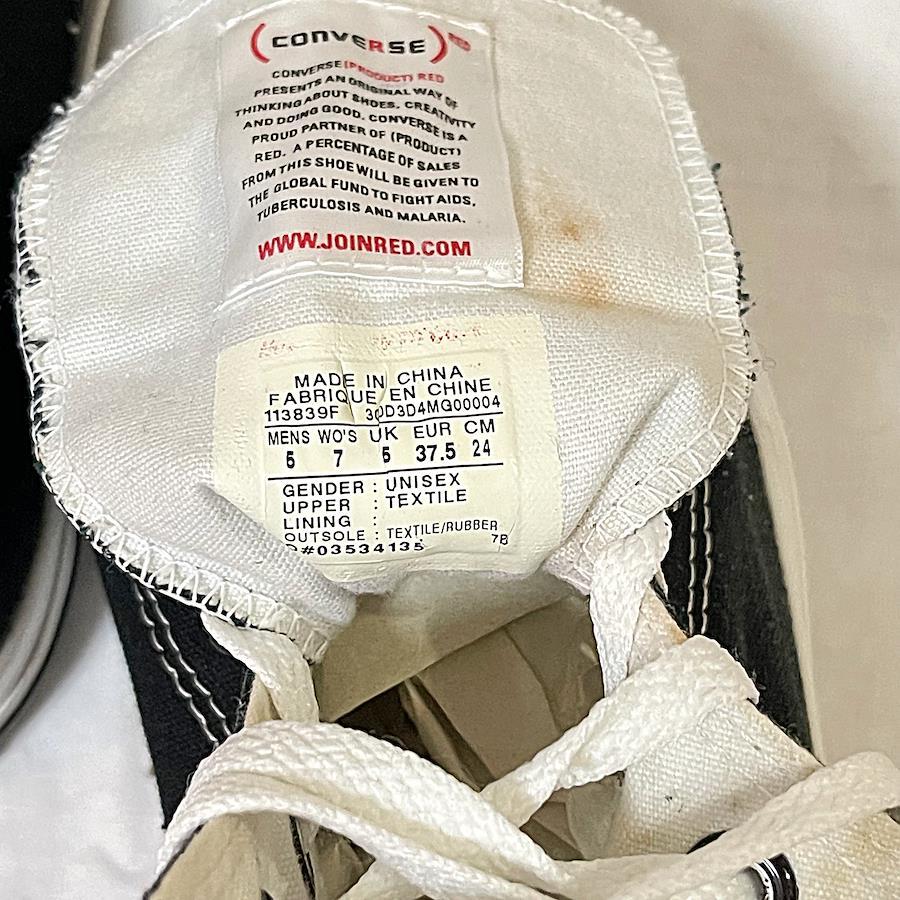 (CONVERSE) RED
CONVERSE (PRODUCT) RED
PRESENTS AN ORIGINAL WAY OF
THINKING ABOUT SHOES, CREATIVITY
AND DOING GOOD. CONVERSE IS A
PROUD PARTNER OF (PRODUCT)
RED. A PERCENTAGE OF SALES
FROM THIS SHOE WILL BE GIVEN TO
THE GLOBAL FUND TO FIGHT AIDS,
TUBERCULOSIS AND MALARIA.
WWW.JOINRED.COM
MADE IN CHINA
FABRIQUE EN CHINE
113839F
MENS WO'S UK EUR CM
5 7 5 37.5 24
GENDER : UNISEX
UPPER : TEXTILE
LINING :
OUTSOLE : TEXTILE/RUBBER
#03534135 7B